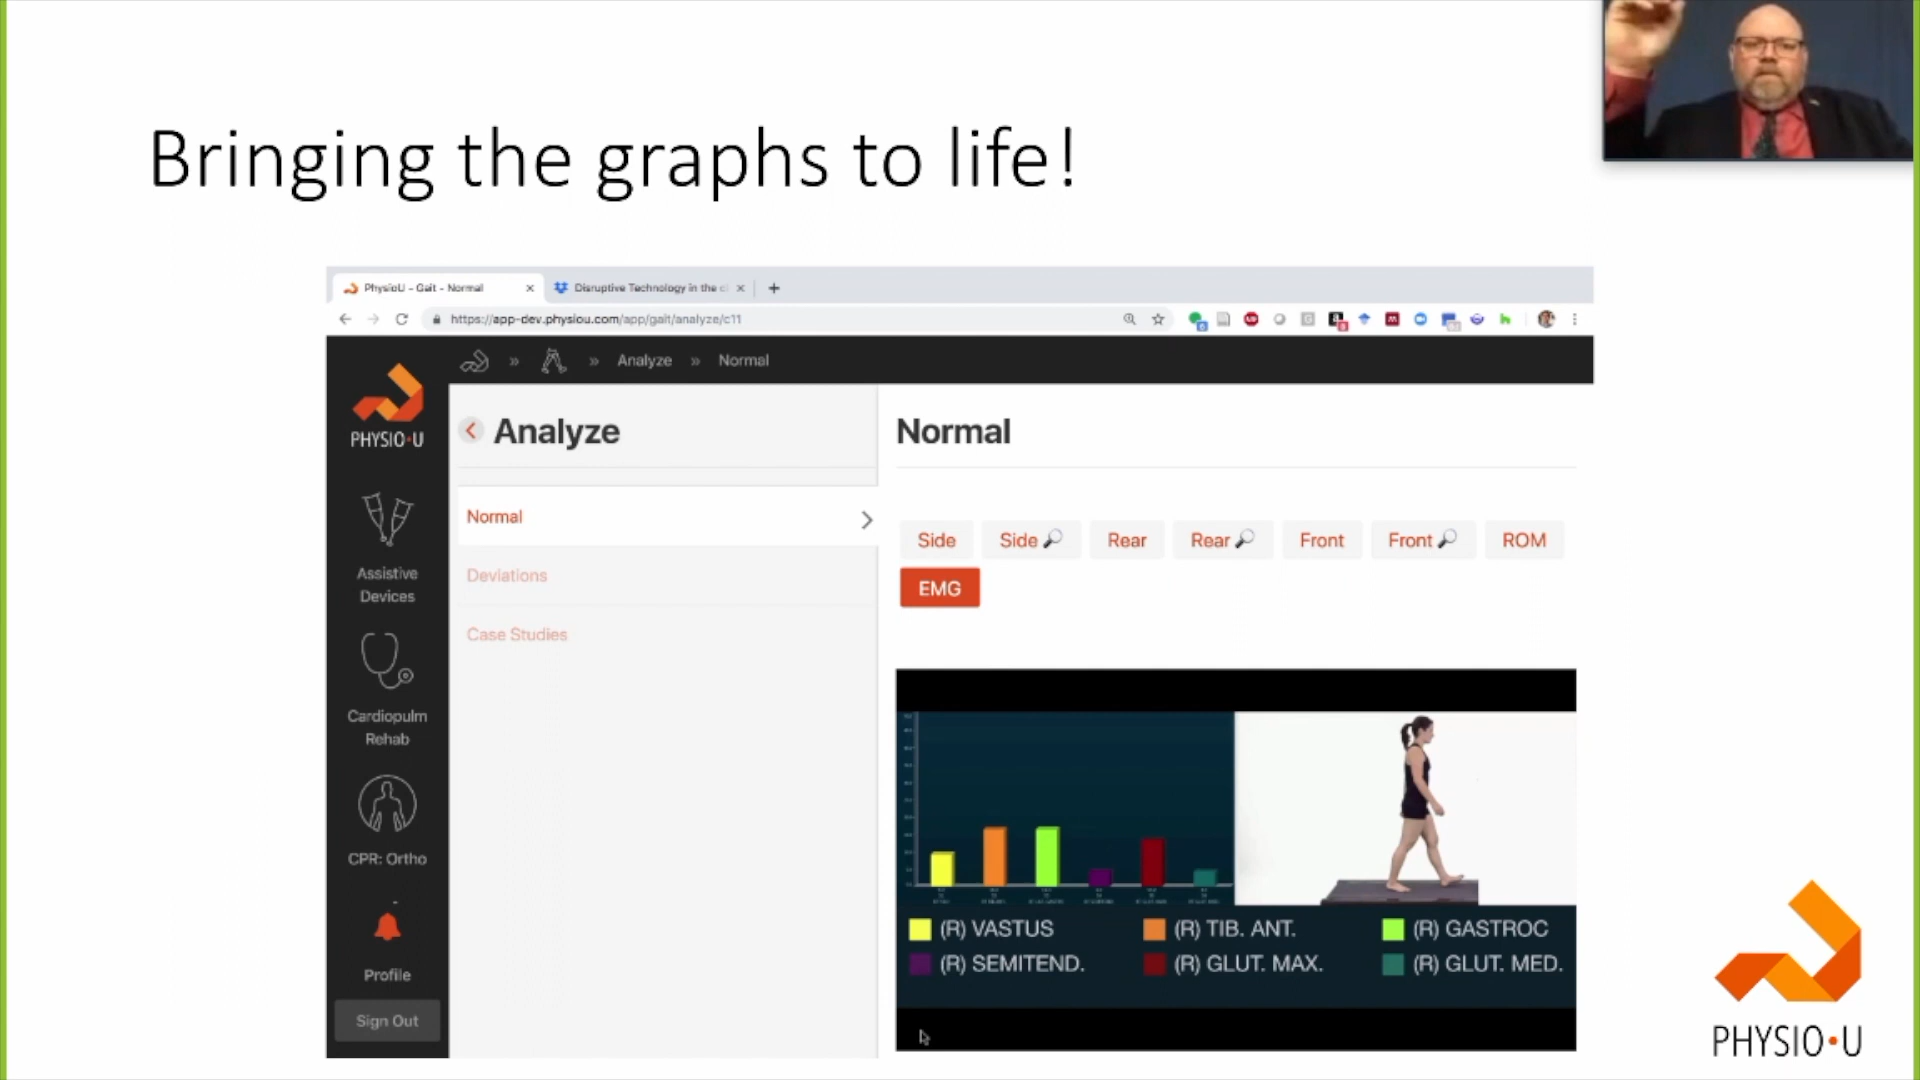 Bringing the graphs to life!
PhysioU - Gait - Normal
Disruptive Technology in the c
https://app-dev.physiou.com/app/gait/analyze/c11
» » Analyze » Normal
PHYSIO•U
Analyze
Normal
Normal
Side Side Rear Rear Front Front ROM
EMG
Deviations
Case Studies
Assistive
Devices
Cardiopulm
Rehab
CPR: Ortho
Profile
Sign Out
(R) VASTUS (R) TIB. ANT. (R) GASTROC
(R) SEMITEND. (R) GLUT. MAX. (R) GLUT. MED.
PHYSIO•U